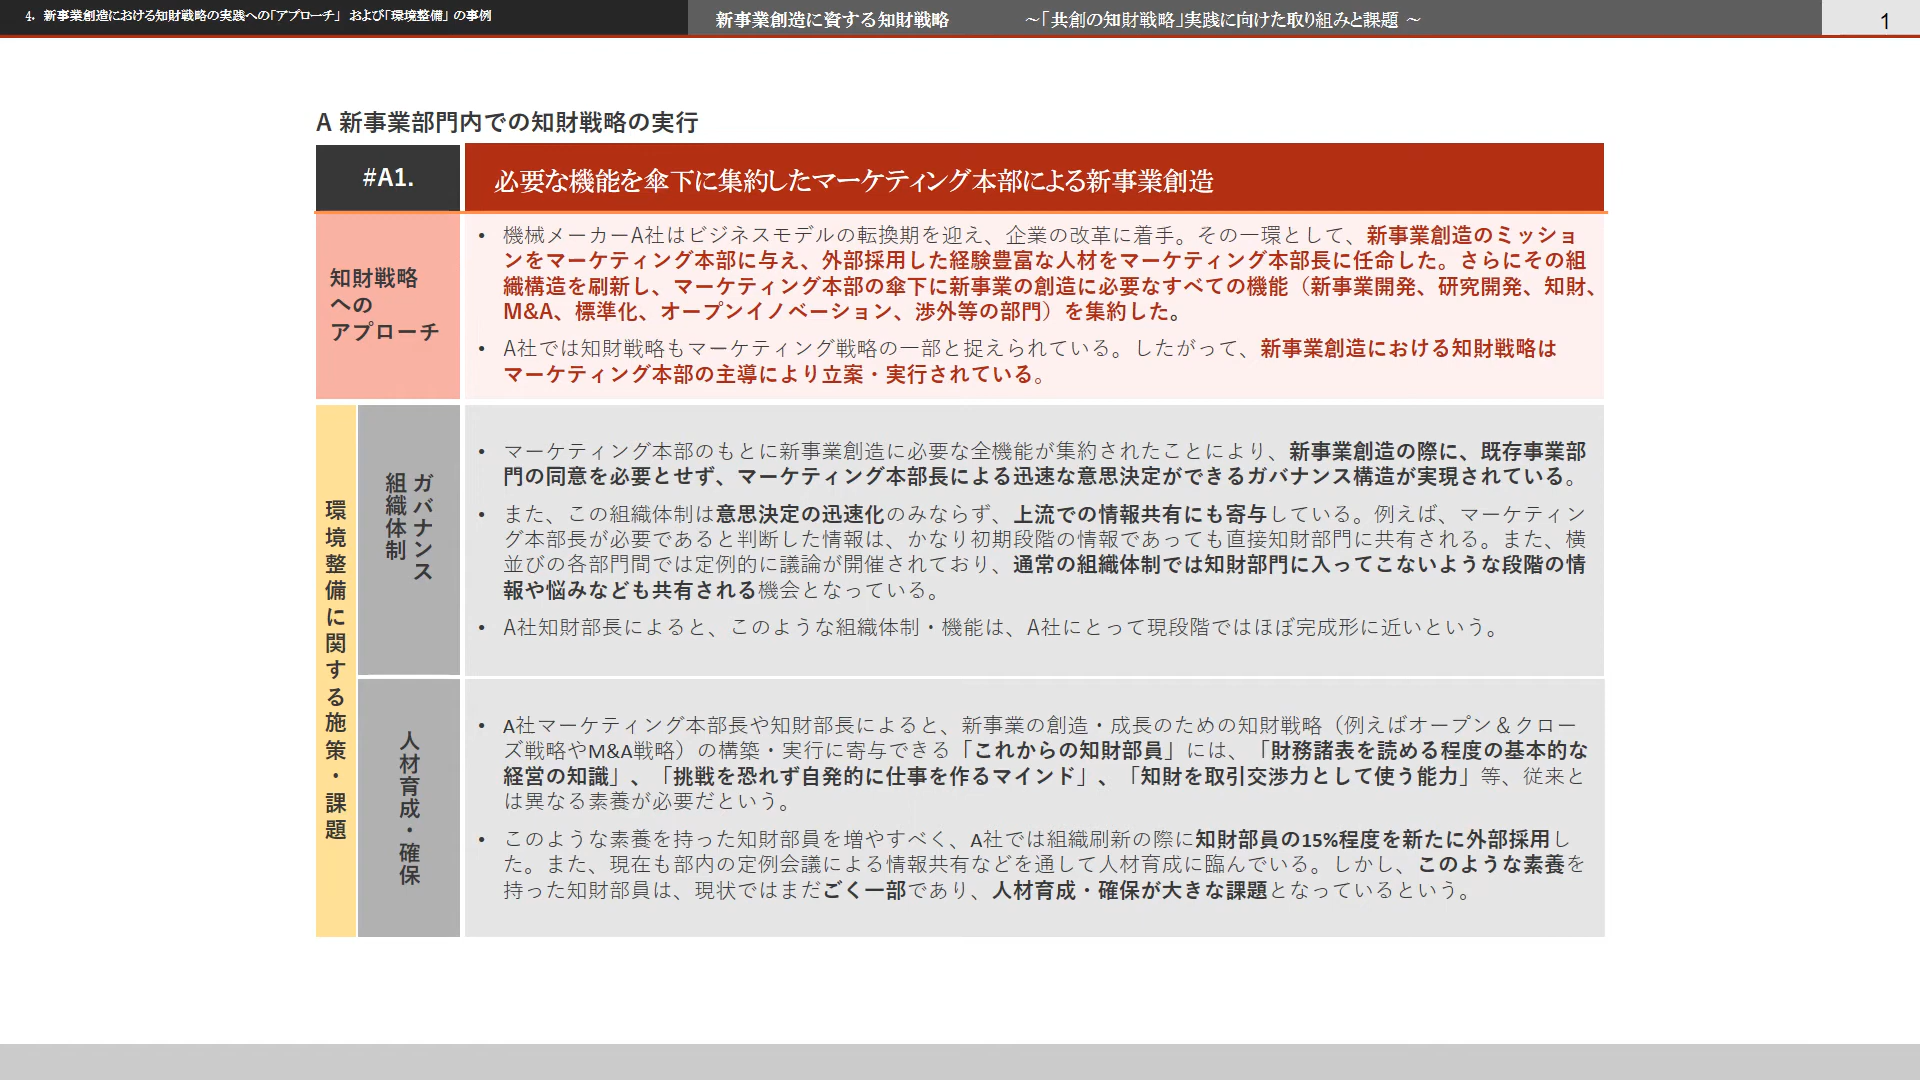 4. 新事業創造における知財戦略の実践への「アプローチ」 および「環境整備」の事例
新事業創造に資する知財戦略 ～「共創の知財戦略」実践に向けた取り組みと課題 ～
1
A 新事業部門内での知財戦略の実行
#A1.
必要な機能を傘下に集約したマーケティング本部による新事業創造
知財戦略
への
アプローチ
• 機械メーカーA社はビジネスモデルの転換期を迎え、企業の改革に着手。その一環として、新事業創造のミッショ
ンをマーケティング本部に与え、外部採用した経験豊富な人材をマーケティング本部長に任命した。さらにその組
織構造を刷新し、マーケティング本部の傘下に新事業の創造に必要なすべての機能（新事業開発、研究開発、知財、
M&A、標準化、オープンイノベーション、渉外等の部門）を集約した。
• A社では知財戦略もマーケティング戦略の一部と捉えられている。したがって、新事業創造における知財戦略は
マーケティング本部の主導により立案・実行されている。
環境整備に関する施策・課題
ガバナンス
組織体制
• マーケティング本部のもとに新事業創造に必要な全機能が集約されたことにより、新事業創造の際に、既存事業部
門の同意を必要とせず、マーケティング本部長による迅速な意思決定ができるガバナンス構造が実現されている。
• また、この組織体制は意思決定の迅速化のみならず、上流での情報共有にも寄与している。例えば、マーケティン
グ本部長が必要であると判断した情報は、かなり初期段階の情報であっても直接知財部門に共有される。また、横
並びの各部門間では定例的に議論が開催されており、通常の組織体制では知財部門に入ってこないような段階の情
報や悩みなども共有される機会となっている。
• A社知財部長によると、このような組織体制・機能は、A社にとって現段階ではほぼ完成形に近いという。
人材育成・確保
• A社マーケティング本部長や知財部長によると、新事業の創造・成長のための知財戦略（例えばオープン＆クロー
ズ戦略やM&A戦略）の構築・実行に寄与できる「これからの知財部員」には、「財務諸表を読める程度の基本的な
経営の知識」、「挑戦を恐れず自発的に仕事を作るマインド」、「知財を取引交渉力として使う能力」等、従来と
は異なる素養が必要だという。
• このような素養を持った知財部員を増やすべく、A社では組織刷新の際に知財部員の15%程度を新たに外部採用し
た。また、現在も部内の定例会議による情報共有などを通して人材育成に臨んでいる。しかし、このような素養を
持った知財部員は、現状ではまだごく一部であり、人材育成・確保が大きな課題となっているという。